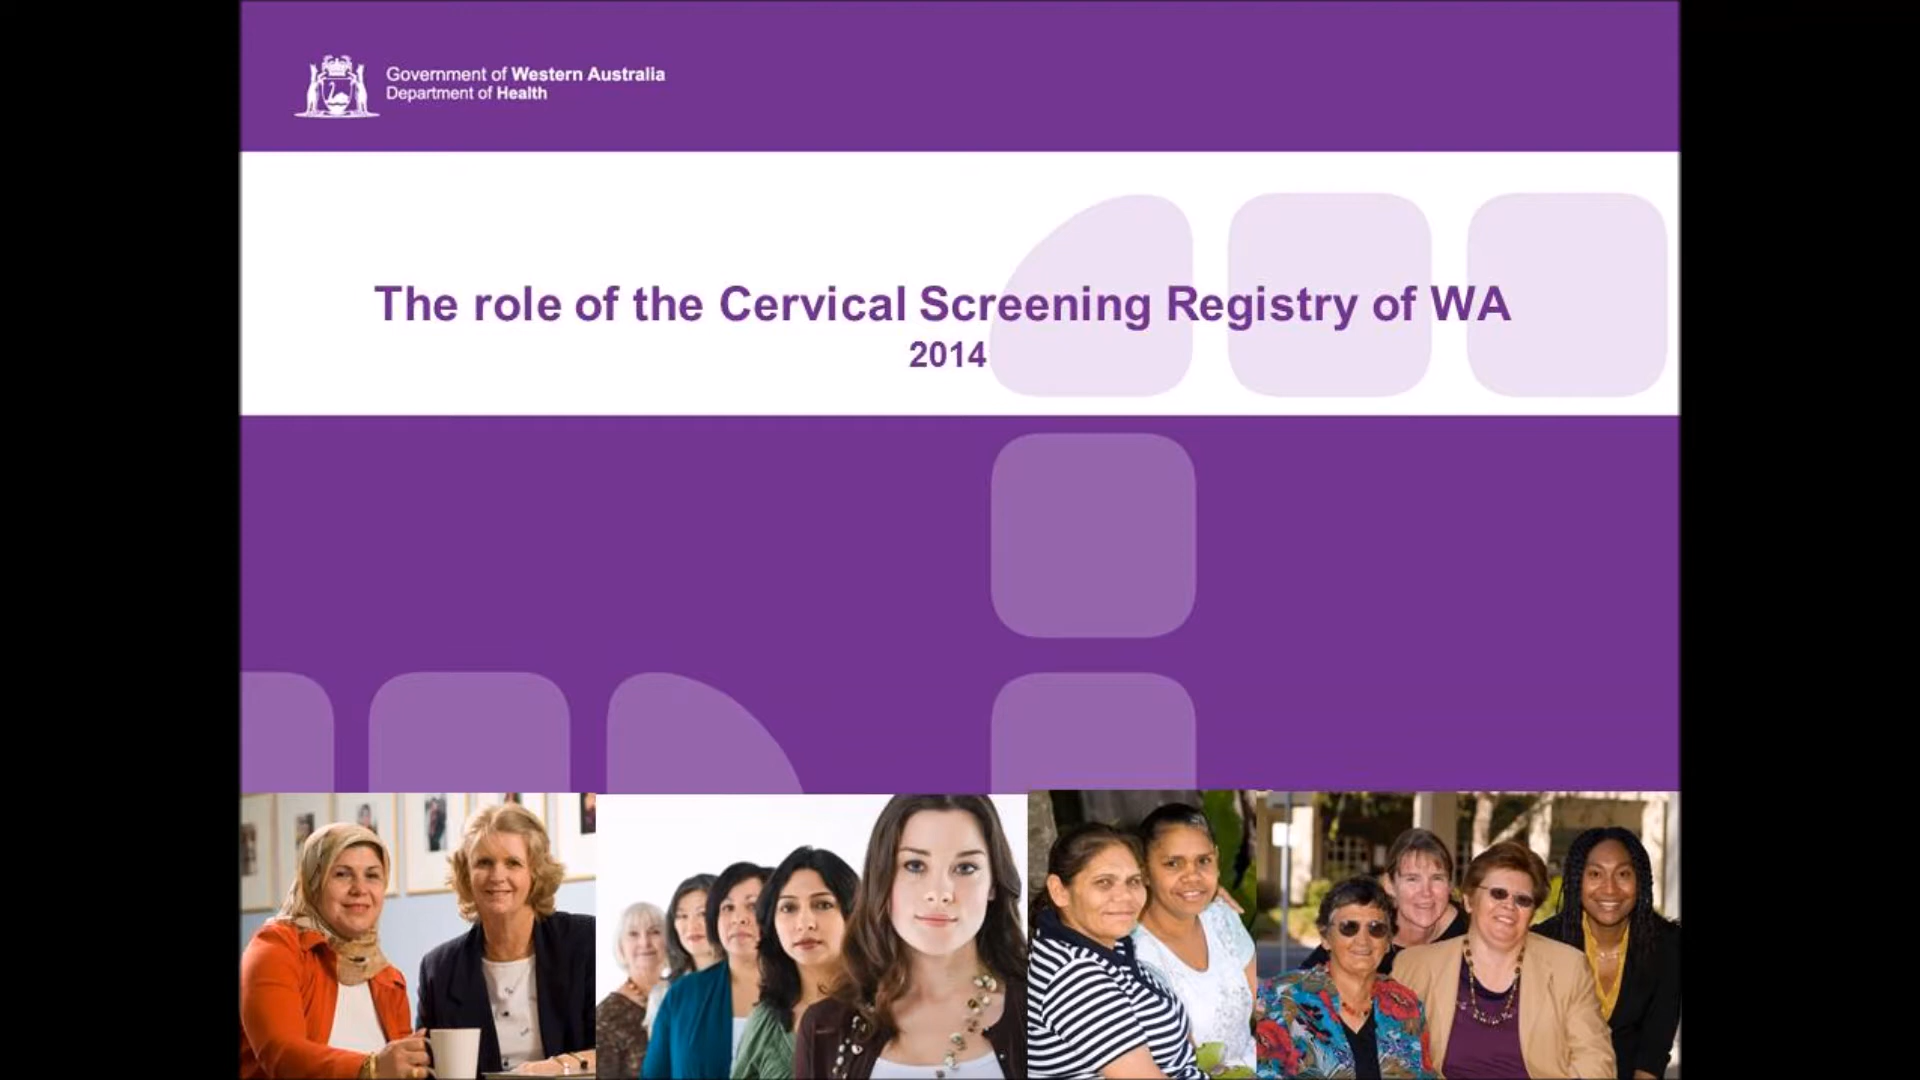 Government of Western Australia
Department of Health
The role of the Cervical Screening Registry of WA
2014